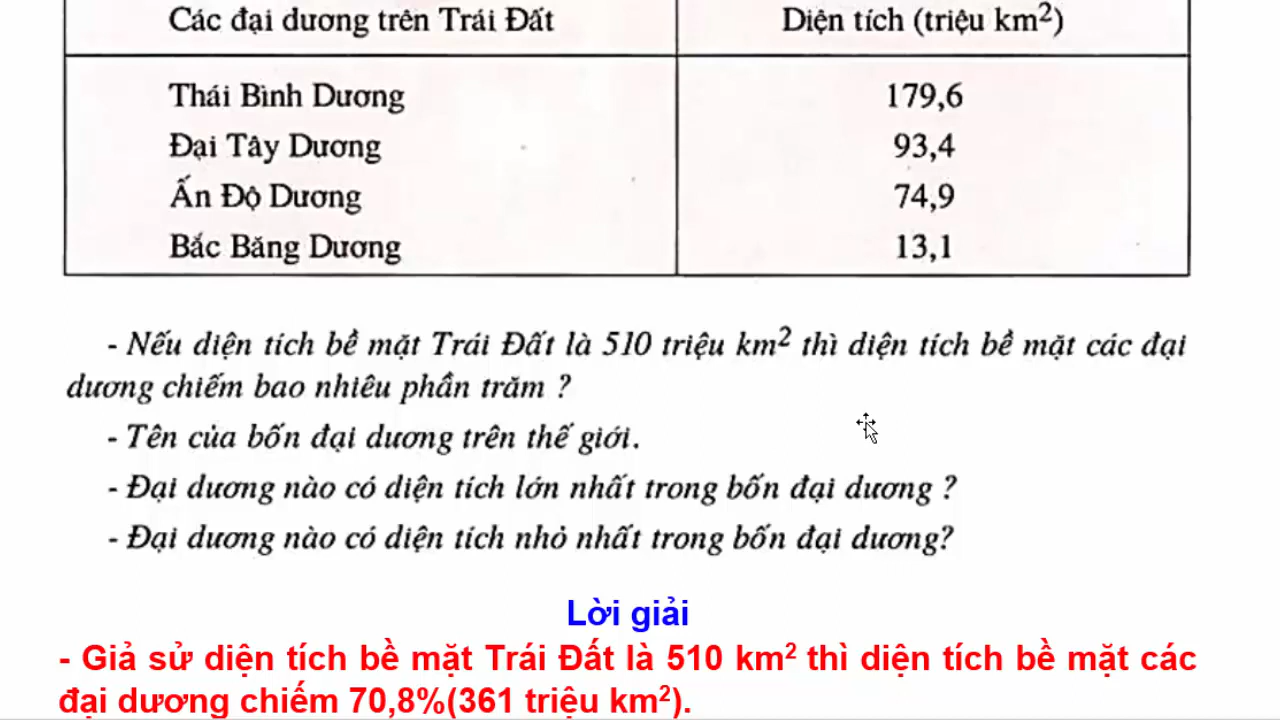 Các đại dương trên Trái Đất Diện tích (triệu km²)
Thái Bình Dương 179,6
Đại Tây Dương 93,4
Ấn Độ Dương 74,9
Bắc Băng Dương 13,1
- Nếu diện tích bề mặt Trái Đất là 510 triệu km² thì diện tích bề mặt các đại
dương chiếm bao nhiêu phần trăm ?
- Tên của bốn đại dương trên thế giới.
- Đại dương nào có diện tích lớn nhất trong bốn đại dương ?
- Đại dương nào có diện tích nhỏ nhất trong bốn đại dương?
Lời giải
- Giả sử diện tích bề mặt Trái Đất là 510 km² thì diện tích bề mặt các
đại dương chiếm 70,8%(361 triệu km²).